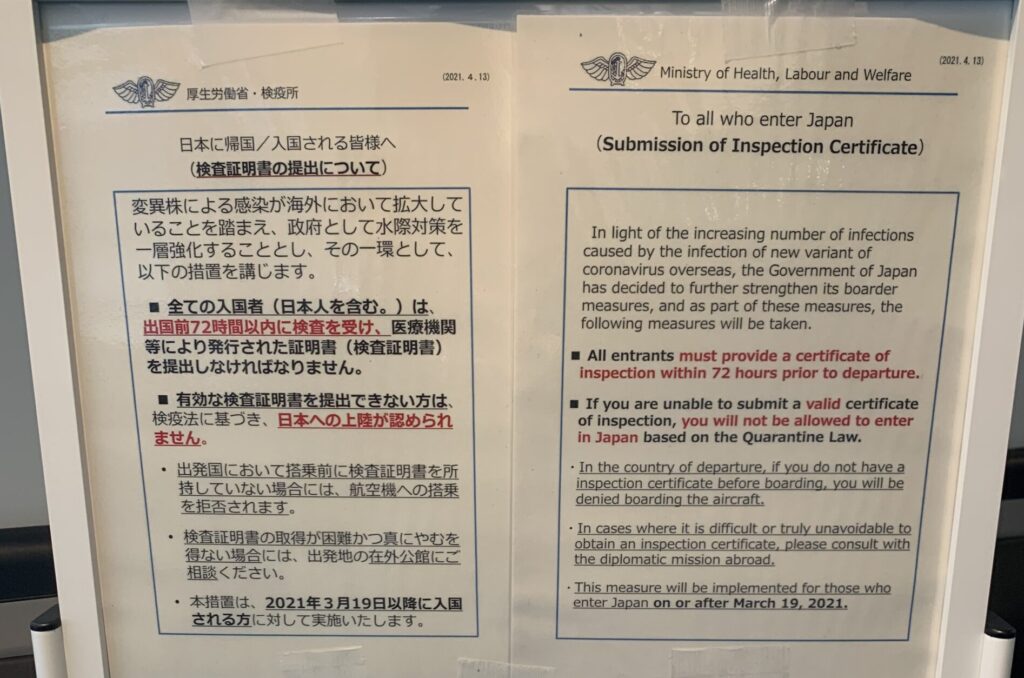 (2021. 4. 13)
厚生労働省・検疫所
日本に帰国／入国される皆様へ
（検査証明書の提出について）
変異株による感染が海外において拡大して
いることを踏まえ、政府として水際対策を
一層強化することとし、その一環として、
以下の措置を講じます。
■ 全ての入国者（日本人を含む。）は、
出国前72時間以内に検査を受け、医療機関
等により発行された証明書（検査証明書）
を提出しなければなりません。
■ 有効な検査証明書を提出できない方は、
検疫法に基づき、日本への上陸が認められ
ません。
・ 出発国において搭乗前に検査証明書を所
持していない場合には、航空機への搭乗
を拒否されます。
・ 検査証明書の取得が困難かつ真にやむを
得ない場合には、出発地の在外公館にご
相談ください。
・ 本措置は、2021年３月19日以降に入国
される方に対して実施いたします。
(2021. 4. 13)
Ministry of Health, Labour and Welfare
To all who enter Japan
(Submission of Inspection Certificate)
In light of the increasing number of infections
caused by the infection of new variant of
coronavirus overseas, the Government of Japan
has decided to further strengthen its boarder
measures, and as part of these measures, the
following measures will be taken.
■ All entrants must provide a certificate of
inspection within 72 hours prior to departure.
■ If you are unable to submit a valid certificate
of inspection, you will not be allowed to enter
in Japan based on the Quarantine Law.
・In the country of departure, if you do not have a
inspection certificate before boarding, you will be
denied boarding the aircraft.
・In cases where it is difficult or truly unavoidable to
obtain an inspection certificate, please consult with
the diplomatic mission abroad.
・This measure will be implemented for those who
enter Japan on or after March 19, 2021.